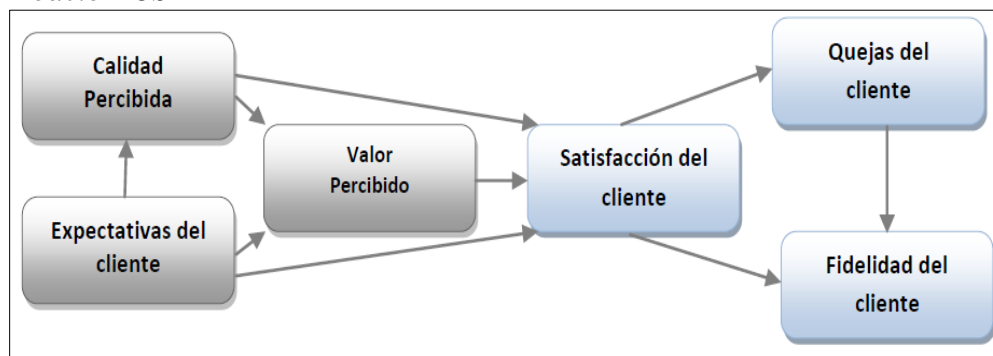 Calidad
Percibida
Valor
Percibido
Expectativas del
cliente
Satisfacción del
cliente
Quejas del
cliente
Fidelidad del
cliente